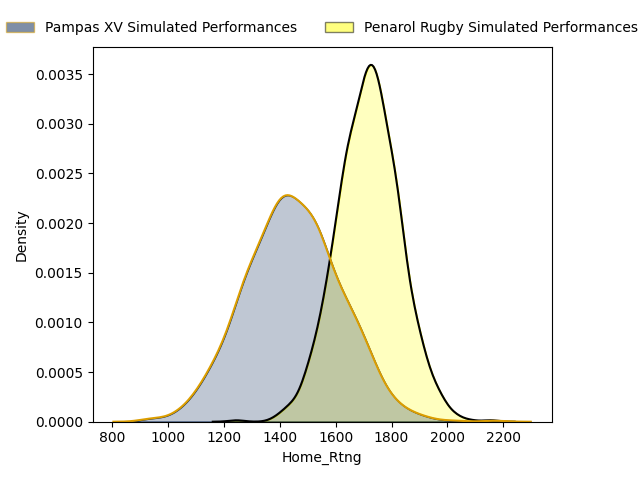 Pampas XV Simulated Performances Penarol Rugby Simulated Performances
0.0035
0.0030
0.0025
0.0020
0.0015
0.0010
0.0005
0.0000
Density
800 1000 1200 1400 1600 1800 2000 2200
Home_Rtng